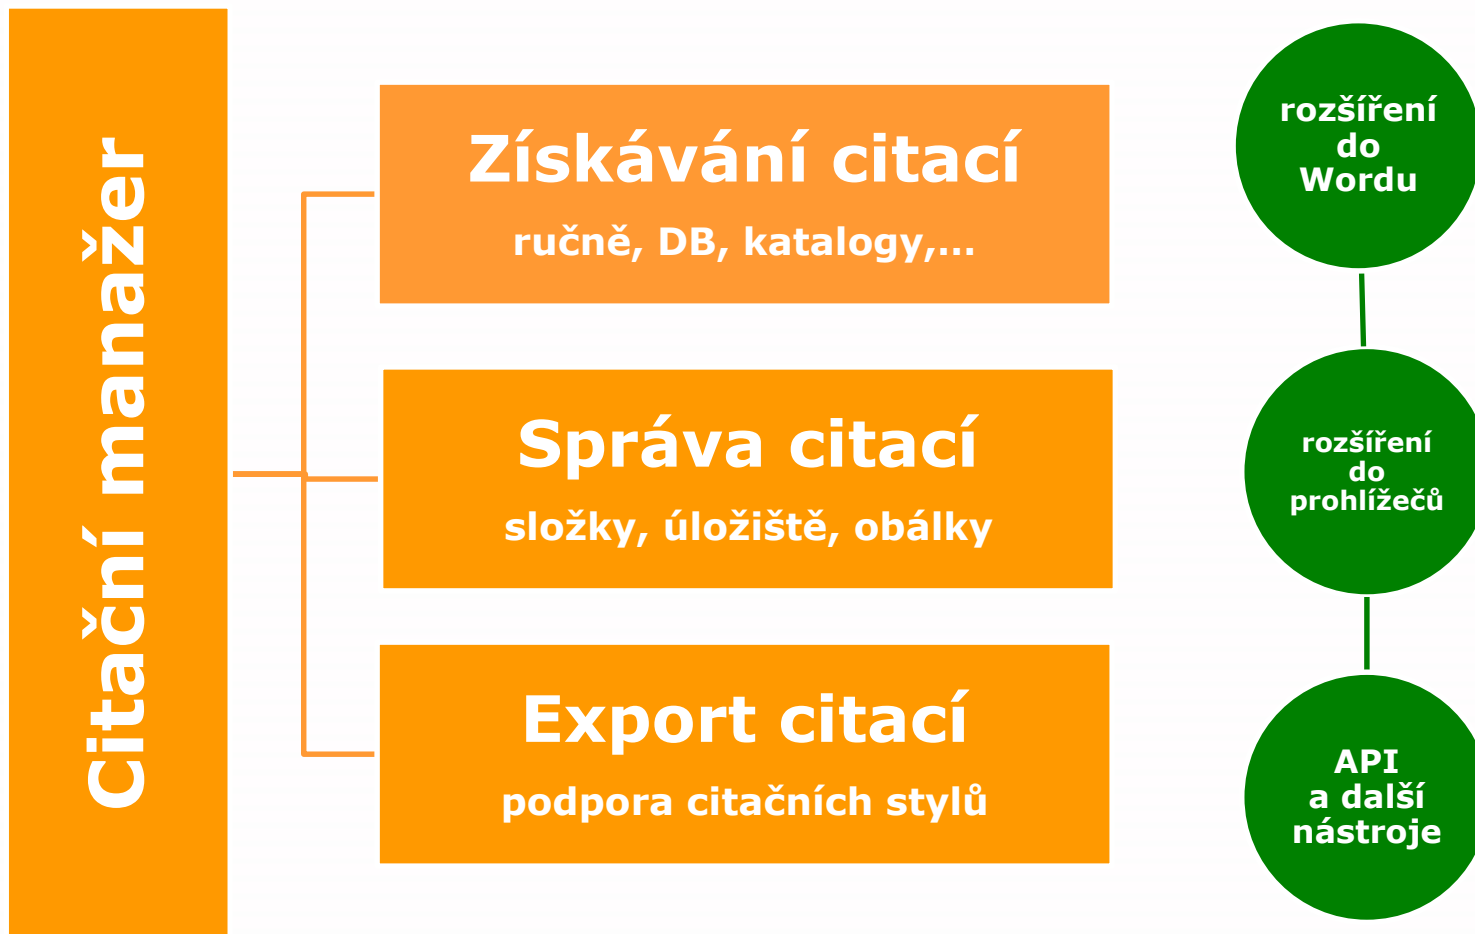 Citační manažer
Získávání citací
ručně, DB, katalogy,...
Správa citací
složky, úložiště, obálky
Export citací
podpora citačních stylů
rozšíření
do
Wordu
rozšíření
do
prohlížečů
API
a další
nástroje